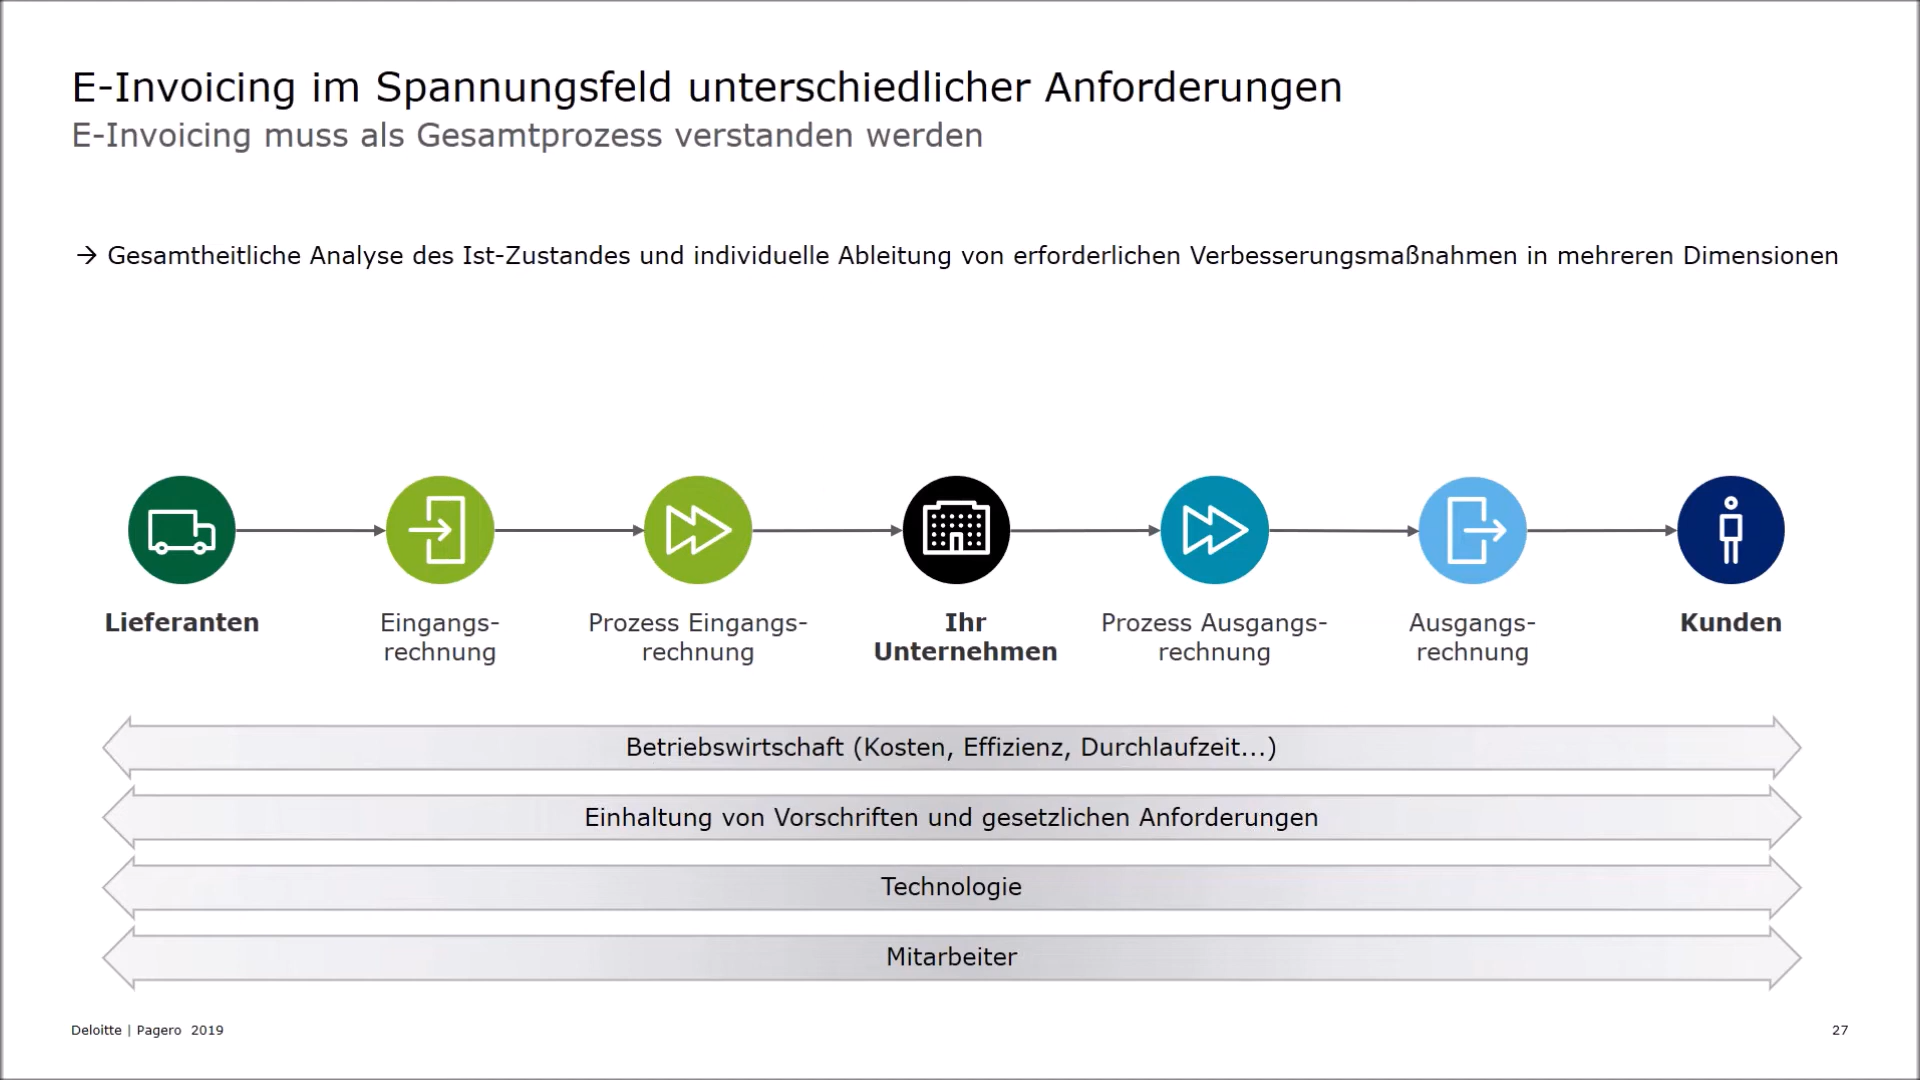 E-Invoicing im Spannungsfeld unterschiedlicher Anforderungen
E-Invoicing muss als Gesamtprozess verstanden werden
→ Gesamtheitliche Analyse des Ist-Zustandes und individuelle Ableitung von erforderlichen Verbesserungsmaßnahmen in mehreren Dimensionen
Lieferanten
Eingangs-
rechnung
Prozess Eingangs-
rechnung
Ihr
Unternehmen
Prozess Ausgangs-
rechnung
Ausgangs-
rechnung
Kunden
Betriebswirtschaft (Kosten, Effizienz, Durchlaufzeit...)
Einhaltung von Vorschriften und gesetzlichen Anforderungen
Technologie
Mitarbeiter
Deloitte | Pagero 2019
27